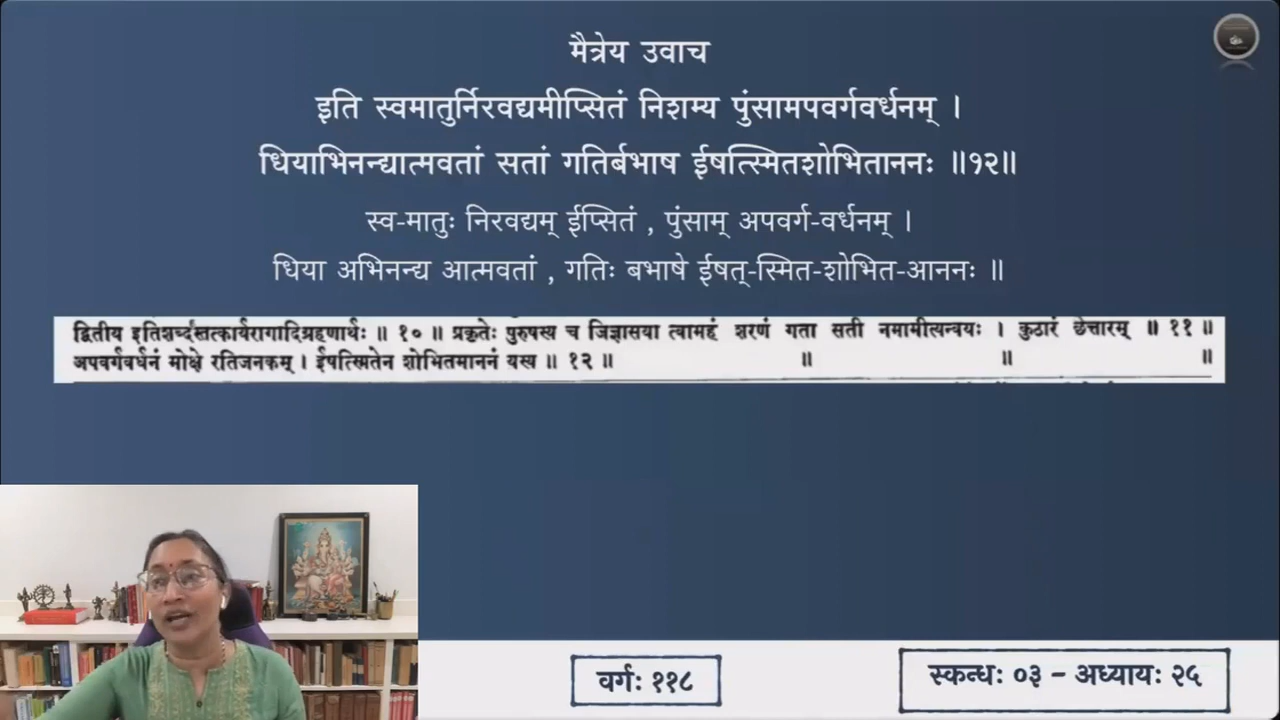 मैत्रेय उवाच
इति स्वमातुर्निरवद्यमीप्सितं निशम्य पुंसामपवर्गवर्धनम् ।
धियाभिनन्द्यात्मवतां सतां गतिर्बभाष ईषत्स्मितशोभिताननः ॥१२॥
स्व-मातुः निरवद्यम् ईप्सितं , पुंसाम् अपवर्ग-वर्धनम् ।
धिया अभिनन्द्य आत्मवतां , गतिः बभाषे ईषत्-स्मित-शोभित-आननः ॥
द्वितीय इतिशब्दस्तत्कार्यरागादिग्रहणार्थः ॥ १० ॥ प्रकृतेः पुरुषस्य च जिज्ञासया त्वामहं शरणं गता सती नमामीत्यन्वयः । कुठारं छेत्तारम् ॥ ११ ॥
अपवर्गवर्धनं मोक्षे रतिजनकम् । ईषत्स्मितेन शोभितमाननं यस्य ॥ १२ ॥ ॥ ॥ ॥
वर्गः ११८
स्कन्धः ०३ - अध्यायः २५